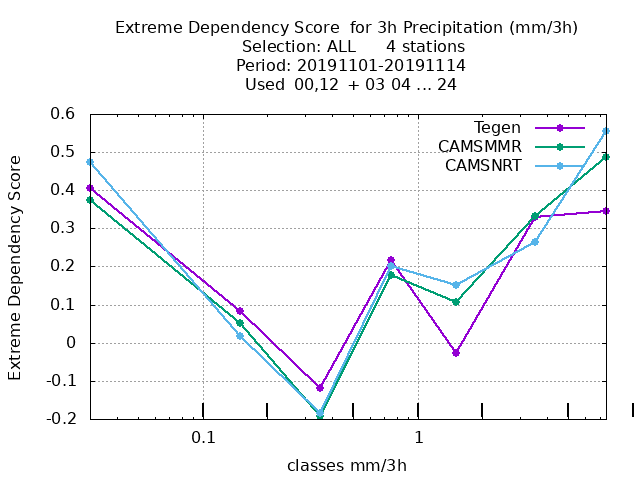 Extreme Dependency Score  for 3h Precipitation (mm/3h)
Selection: ALL      4 stations
Period: 20191101-20191114
Used  00,12  + 03 04 ... 24
Tegen
CAMSMMR
CAMSNRT
Extreme Dependency Score
0.6
0.5
0.4
0.3
0.2
0.1
0
-0.1
-0.2
0.1 1
classes mm/3h